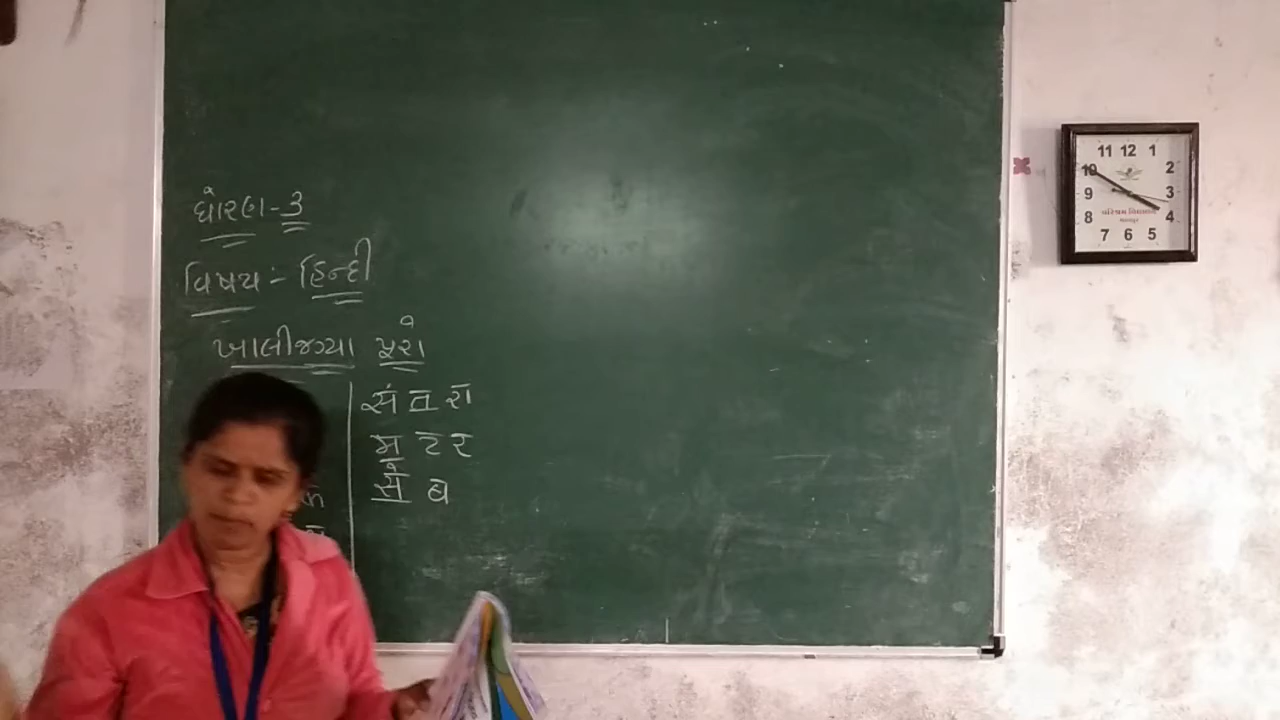 ધોરણ-3
વિષય:- હિન્દી
ખાલીજગ્યા પૂરો
संतरा
मटर
सेब
11 12 1
10 2
9 3
8 4
7 6 5